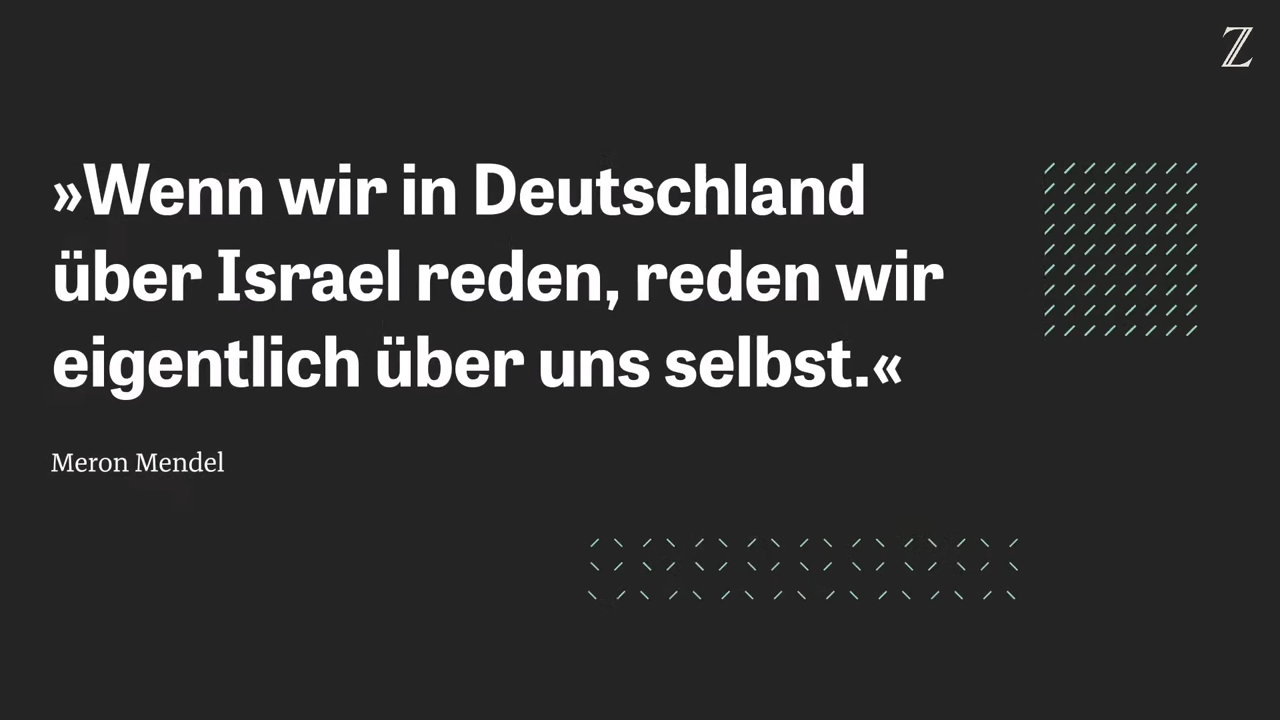 Z
»Wenn wir in Deutschland
über Israel reden, reden wir
eigentlich über uns selbst.«
Meron Mendel